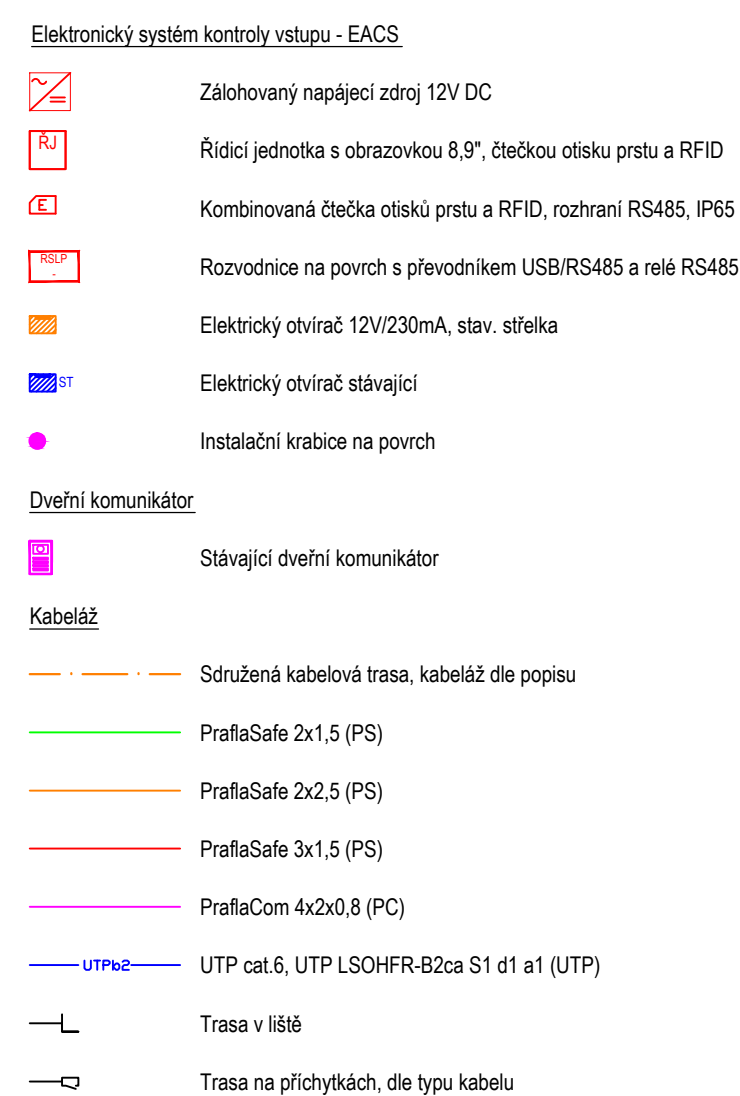 Elektronický systém kontroly vstupu - EACS
Zálohovaný napájecí zdroj 12V DC
ŘJ Řídicí jednotka s obrazovkou 8,9", čtečkou otisku prstu a RFID
E Kombinovaná čtečka otisků prstu a RFID, rozhraní RS485, IP65
RSLP
- Rozvodnice na povrch s převodníkem USB/RS485 a relé RS485
Elektrický otvírač 12V/230mA, stav. střelka
ST Elektrický otvírač stávající
Instalační krabice na povrch
Dveřní komunikátor
Stávající dveřní komunikátor
Kabeláž
Sdružená kabelová trasa, kabeláž dle popisu
PraflaSafe 2x1,5 (PS)
PraflaSafe 2x2,5 (PS)
PraflaSafe 3x1,5 (PS)
PraflaCom 4x2x0,8 (PC)
UTPb2 UTP cat.6, UTP LSOHFR-B2ca S1 d1 a1 (UTP)
Trasa v liště
Trasa na příchytkách, dle typu kabelu